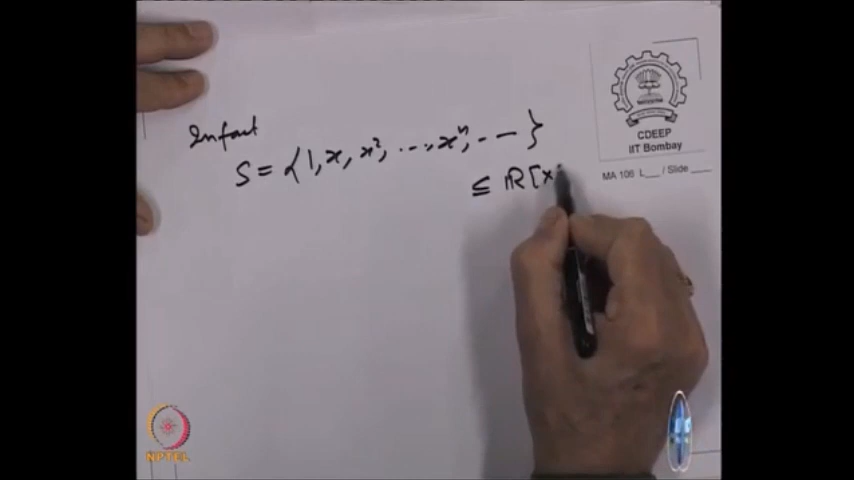 Infact
S = {1, x, x², ..., xⁿ, - — }
⊆ ℝ[x
CDEEP
IIT Bombay
MA 106 L___ / Slide ___
NPTEL